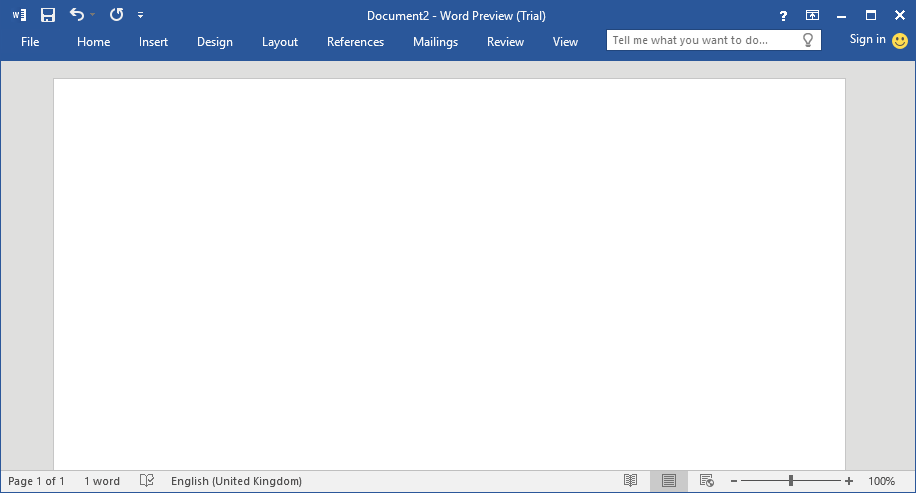 Document2 - Word Preview (Trial)
File Home Insert Design Layout References Mailings Review View Tell me what you want to do... Sign in
Page 1 of 1 1 word English (United Kingdom) 100%